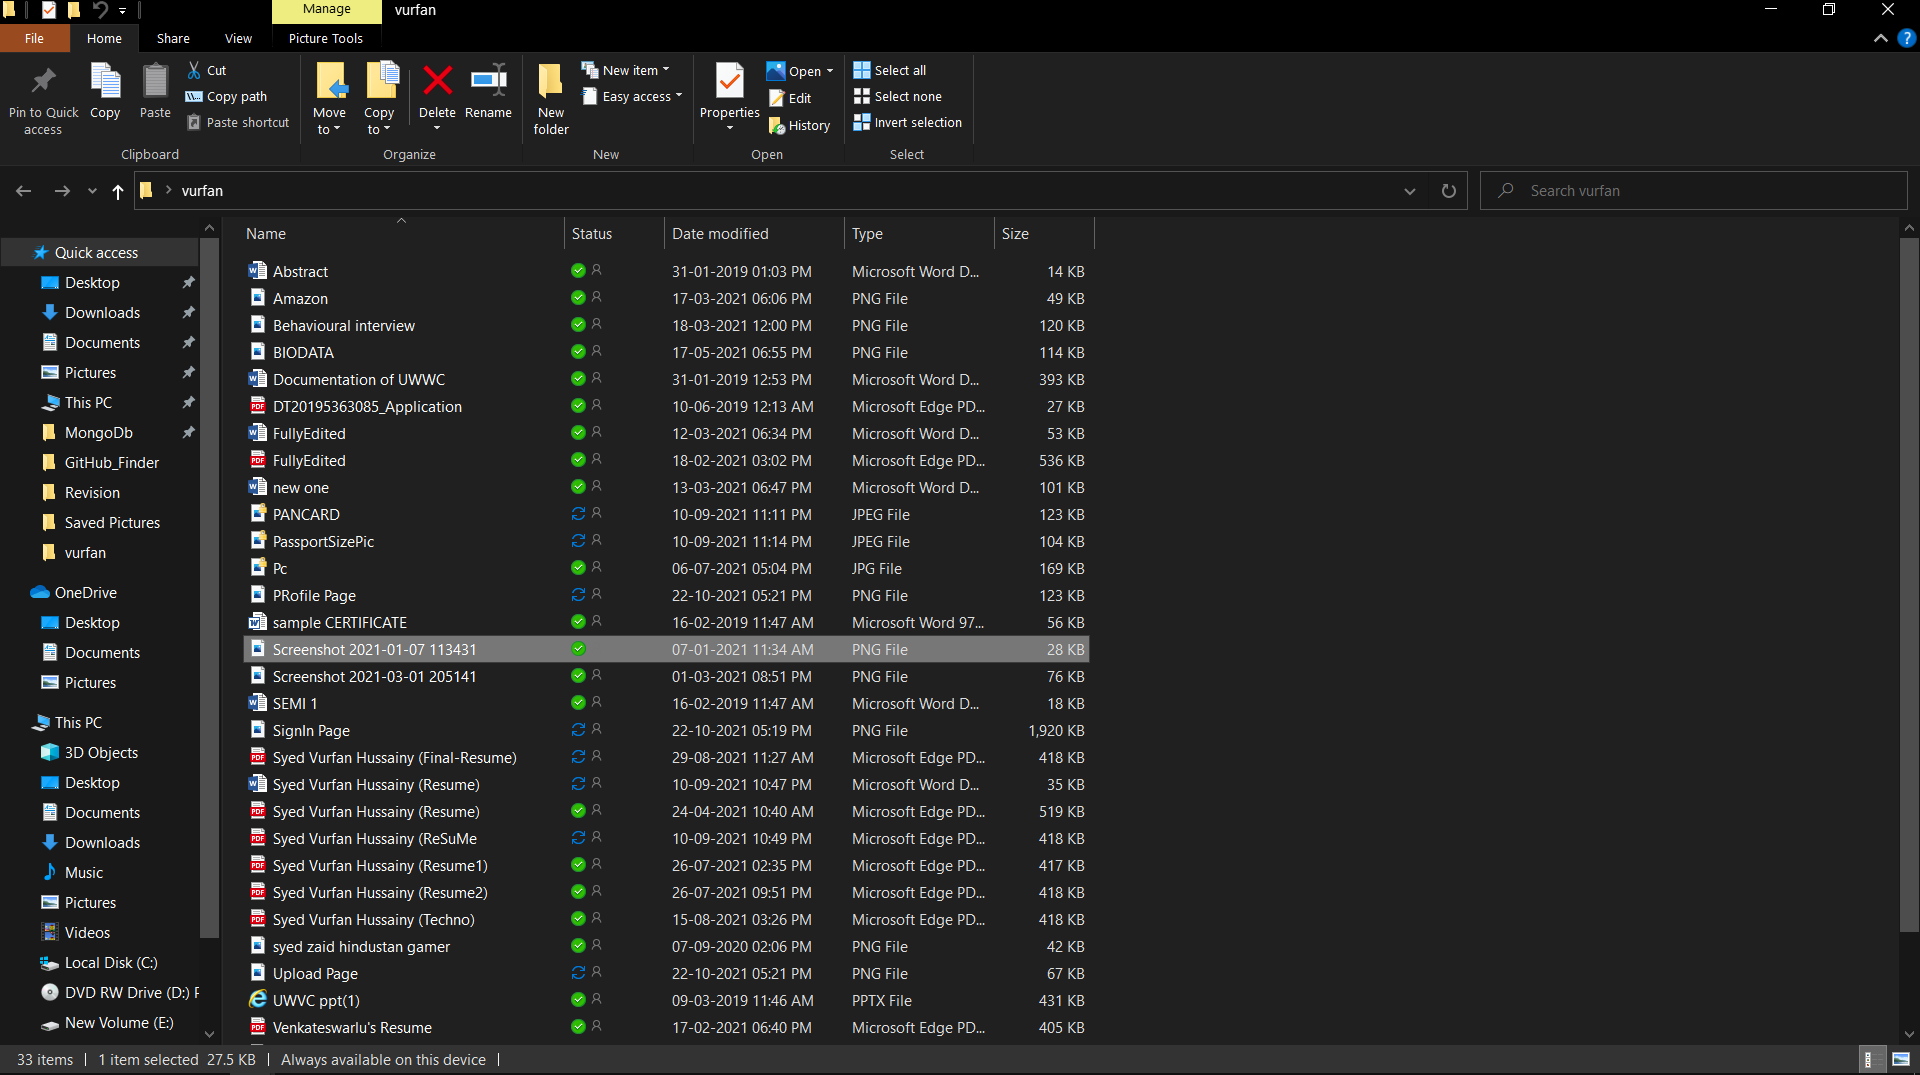 Manage vurfan
File Home Share View Picture Tools
Pin to Quick access
Copy
Paste
Cut
Copy path
Paste shortcut
Clipboard
Move to
Copy to
Delete
Rename
Organize
New folder
New item
Easy access
New
Properties
Open
Edit
History
Open
Select all
Select none
Invert selection
Select
vurfan
Search vurfan
Quick access
Desktop
Downloads
Documents
Pictures
This PC
MongoDb
GitHub_Finder
Revision
Saved Pictures
vurfan
OneDrive
Desktop
Documents
Pictures
This PC
3D Objects
Desktop
Documents
Downloads
Music
Pictures
Videos
Local Disk (C:)
DVD RW Drive (D:) F
New Volume (E:)
Name Status Date modified Type Size
Abstract 31-01-2019 01:03 PM Microsoft Word D... 14 KB
Amazon 17-03-2021 06:06 PM PNG File 49 KB
Behavioural interview 18-03-2021 12:00 PM PNG File 120 KB
BIODATA 17-05-2021 06:55 PM PNG File 114 KB
Documentation of UWWC 31-01-2019 12:53 PM Microsoft Word D... 393 KB
DT20195363085_Application 10-06-2019 12:13 AM Microsoft Edge PD... 27 KB
FullyEdited 12-03-2021 06:34 PM Microsoft Word D... 53 KB
FullyEdited 18-02-2021 03:02 PM Microsoft Edge PD... 536 KB
new one 13-03-2021 06:47 PM Microsoft Word D... 101 KB
PANCARD 10-09-2021 11:11 PM JPEG File 123 KB
PassportSizePic 10-09-2021 11:14 PM JPEG File 104 KB
Pc 06-07-2021 05:04 PM JPG File 169 KB
PRofile Page 22-10-2021 05:21 PM PNG File 123 KB
sample CERTIFICATE 16-02-2019 11:47 AM Microsoft Word 97... 56 KB
Screenshot 2021-01-07 113431 07-01-2021 11:34 AM PNG File 28 KB
Screenshot 2021-03-01 205141 01-03-2021 08:51 PM PNG File 76 KB
SEMI 1 16-02-2019 11:47 AM Microsoft Word D... 18 KB
SignIn Page 22-10-2021 05:19 PM PNG File 1,920 KB
Syed Vurfan Hussainy (Final-Resume) 29-08-2021 11:27 AM Microsoft Edge PD... 418 KB
Syed Vurfan Hussainy (Resume) 10-09-2021 10:47 PM Microsoft Word D... 35 KB
Syed Vurfan Hussainy (Resume) 24-04-2021 10:40 AM Microsoft Edge PD... 519 KB
Syed Vurfan Hussainy (ReSuMe 10-09-2021 10:49 PM Microsoft Edge PD... 418 KB
Syed Vurfan Hussainy (Resume1) 26-07-2021 02:35 PM Microsoft Edge PD... 417 KB
Syed Vurfan Hussainy (Resume2) 26-07-2021 09:51 PM Microsoft Edge PD... 418 KB
Syed Vurfan Hussainy (Techno) 15-08-2021 03:26 PM Microsoft Edge PD... 418 KB
syed zaid hindustan gamer 07-09-2020 02:06 PM PNG File 42 KB
Upload Page 22-10-2021 05:21 PM PNG File 67 KB
UWVC ppt(1) 09-03-2019 11:46 AM PPTX File 431 KB
Venkateswarlu's Resume 17-02-2021 06:40 PM Microsoft Edge PD... 405 KB
33 items 1 item selected 27.5 KB Always available on this device